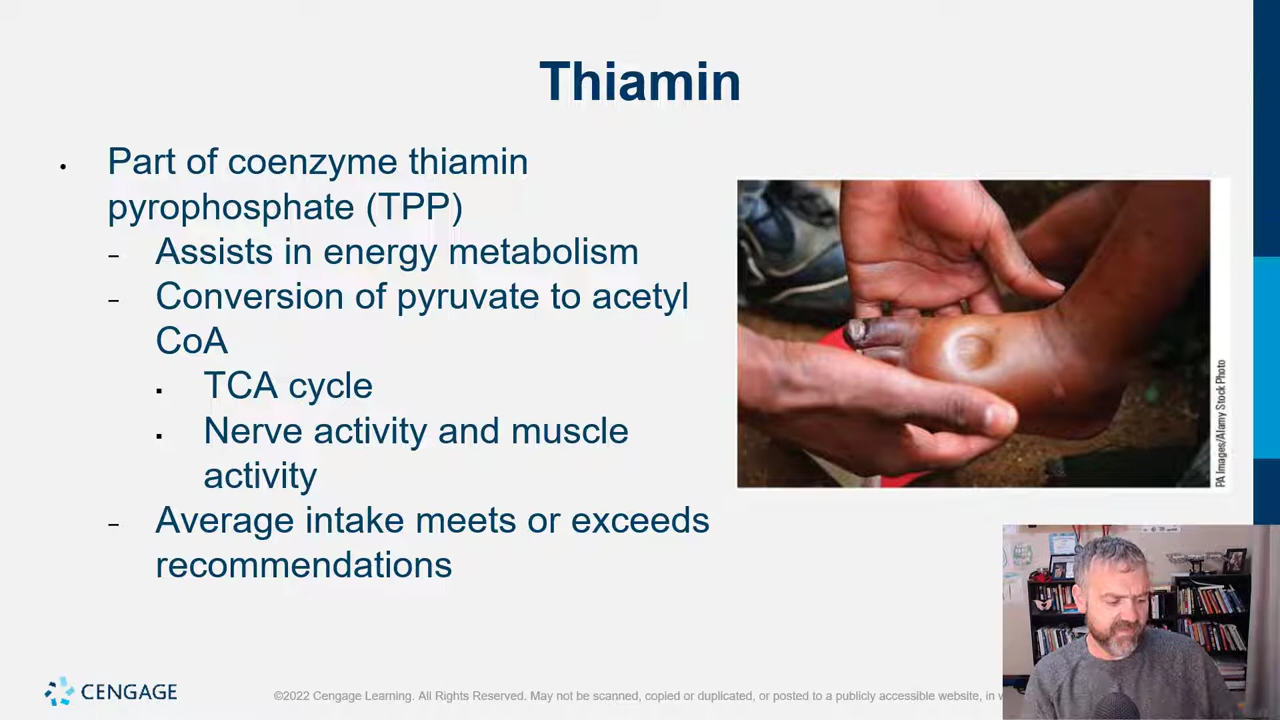 Thiamin
Part of coenzyme thiamin
pyrophosphate (TPP)
Assists in energy metabolism
Conversion of pyruvate to acetyl
CoA
TCA cycle
Nerve activity and muscle
activity
Average intake meets or exceeds
recommendations
PA Images/Alamy Stock Photo
CENGAGE
©2022 Cengage Learning. All Rights Reserved. May not be scanned, copied or duplicated, or posted to a publicly accessible website, in